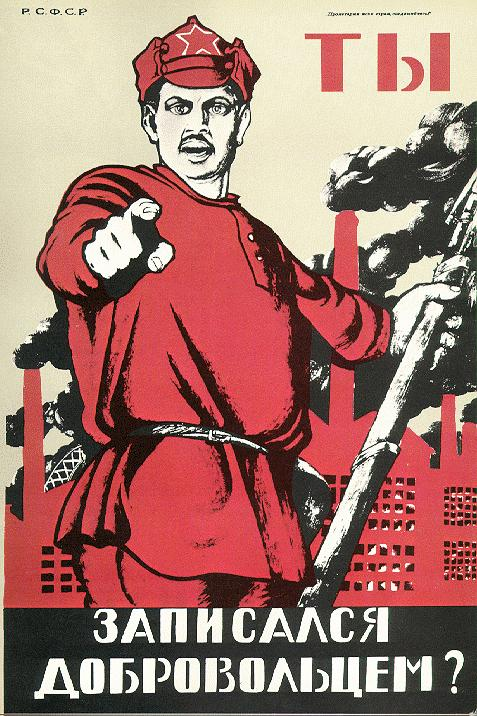 Р. С. Ф. С. Р.
„Пролетарии всех стран, соединяйтесь!"
ТЫ
ЗАПИСАЛСЯ
ДОБРОВОЛЬЦЕМ?